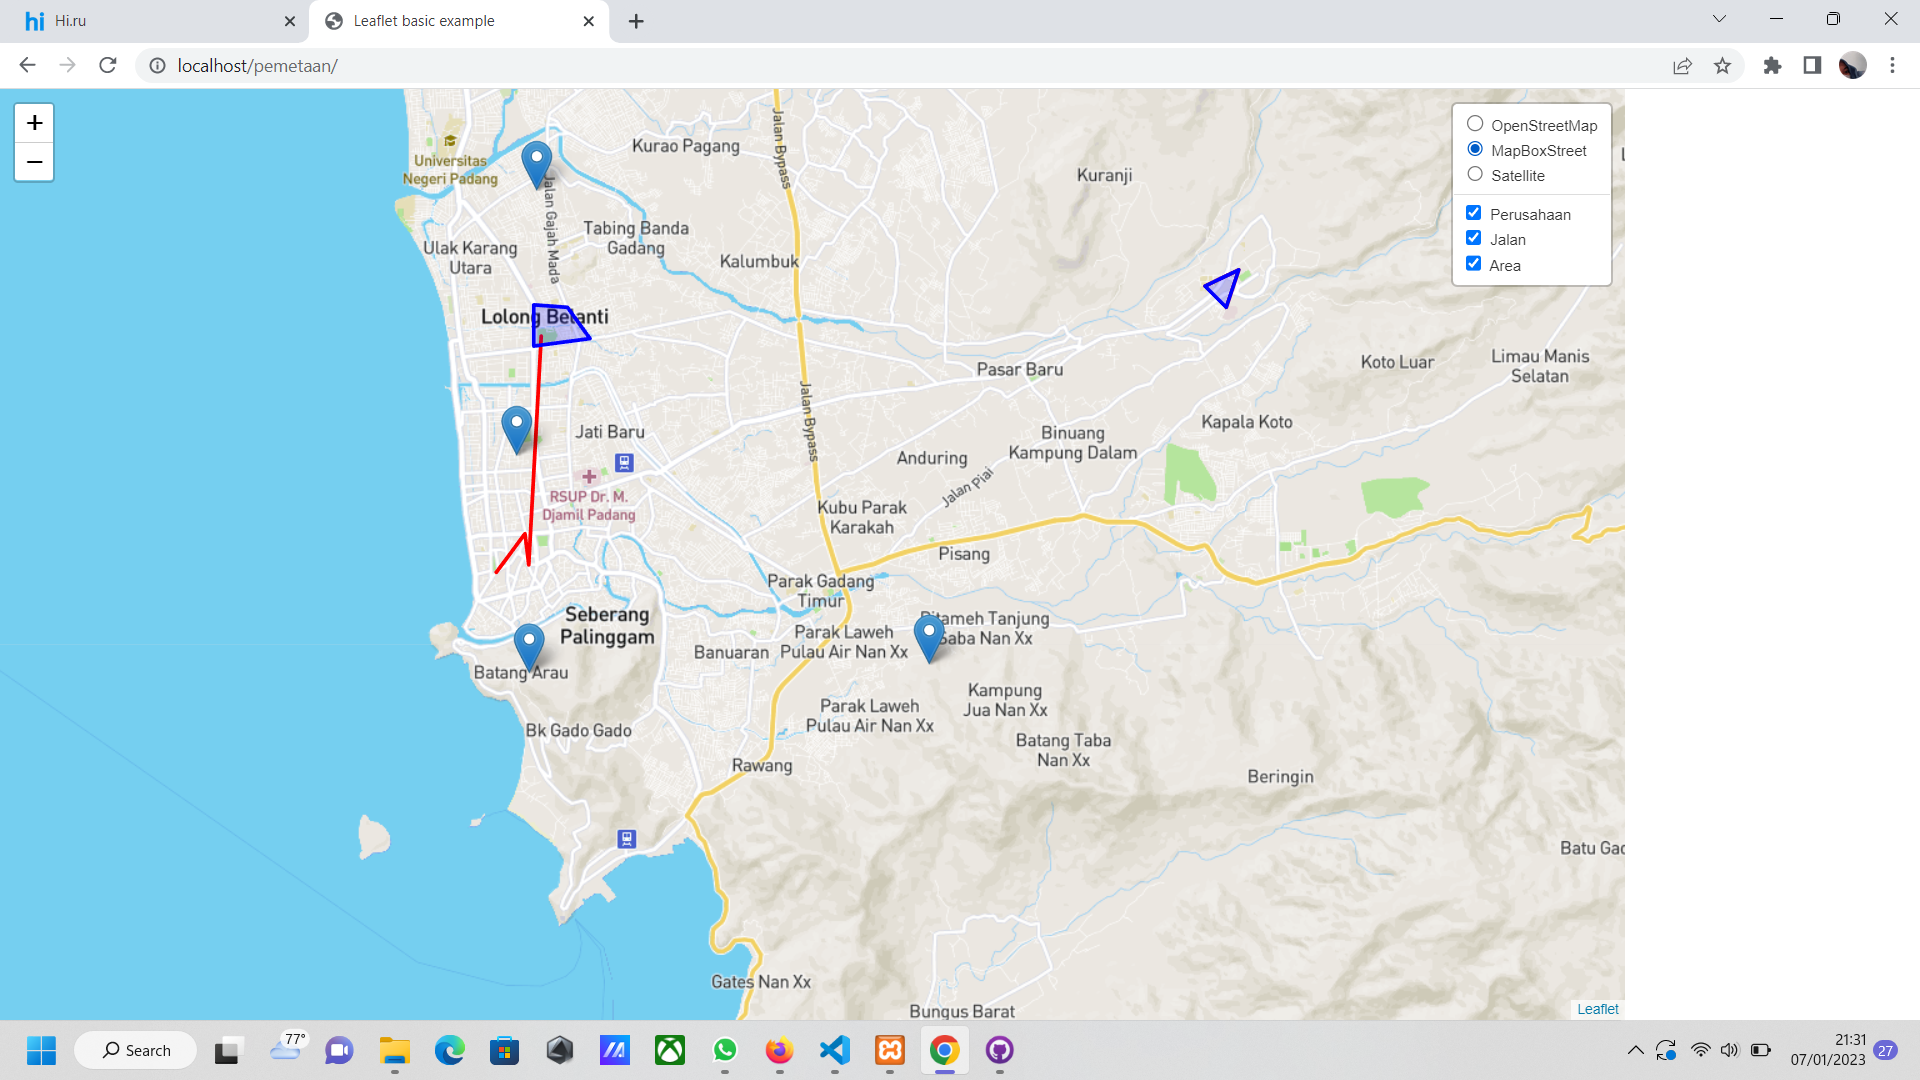 Hi.ru
Leaflet basic example
localhost/pemetaan/
+
−
OpenStreetMap
MapBoxStreet
Satellite
Perusahaan
Jalan
Area
Universitas
Negeri Padang
Kurao Pagang
Jalan Bypass
Kuranji
Jalan Gajah Mada
Tabing Banda
Gadang
Ulak Karang
Utara
Kalumbuk
Lolong Belanti
Pasar Baru
Koto Luar
Limau Manis
Selatan
Jalan Bypass
Kapala Koto
Jati Baru
Binuang
Kampung Dalam
Anduring
Jalan Piai
RSUP Dr. M.
Djamil Padang
Kubu Parak
Karakah
Pisang
Parak Gadang
Timur
Seberang
Palinggam
Tanjung
Saba Nan Xx
Parak Laweh
Pulau Air Nan Xx
Banuaran
Batang Arau
Kampung
Jua Nan Xx
Parak Laweh
Pulau Air Nan Xx
Bk Gado Gado
Batang Taba
Nan Xx
Rawang
Beringin
Batu Gad
Gates Nan Xx
Bungus Barat
Leaflet
Search
77°
21:31
07/01/2023
27